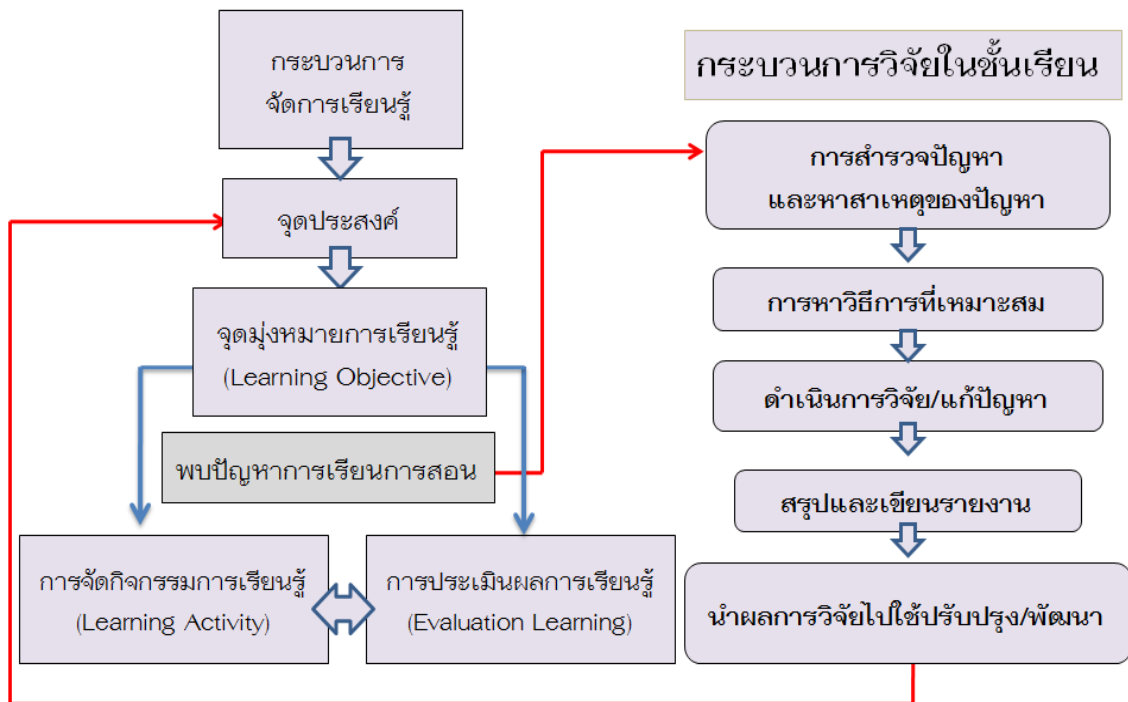 กระบวนการ
จัดการเรียนรู้
จุดประสงค์
จุดมุ่งหมายการเรียนรู้
(Learning Objective)
พบปัญหาการเรียนการสอน
การจัดกิจกรรมการเรียนรู้
(Learning Activity)
การประเมินผลการเรียนรู้
(Evaluation Learning)
กระบวนการวิจัยในชั้นเรียน
การสำรวจปัญหา
และหาสาเหตุของปัญหา
การหาวิธีการที่เหมาะสม
ดำเนินการวิจัย/แก้ปัญหา
สรุปและเขียนรายงาน
นำผลการวิจัยไปใช้ปรับปรุง/พัฒนา